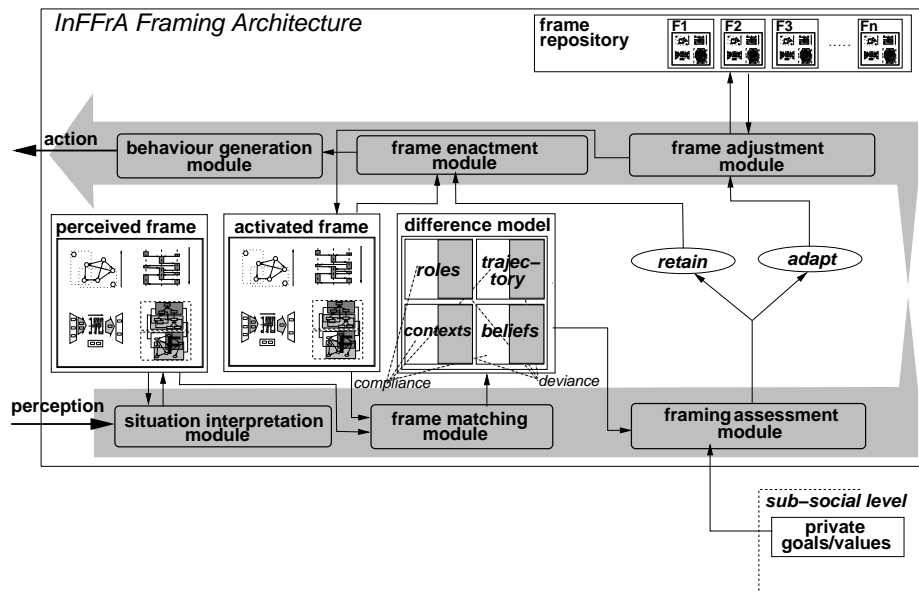 InFFrA Framing Architecture
frame
repository
F1 F2 F3 ..... Fn
action
behaviour generation
module
frame enactment
module
frame adjustment
module
perceived frame
activated frame
difference model
roles
trajec–
tory
contexts
beliefs
compliance
deviance
retain
adapt
perception
situation interpretation
module
frame matching
module
framing assessment
module
sub–social level
private
goals/values